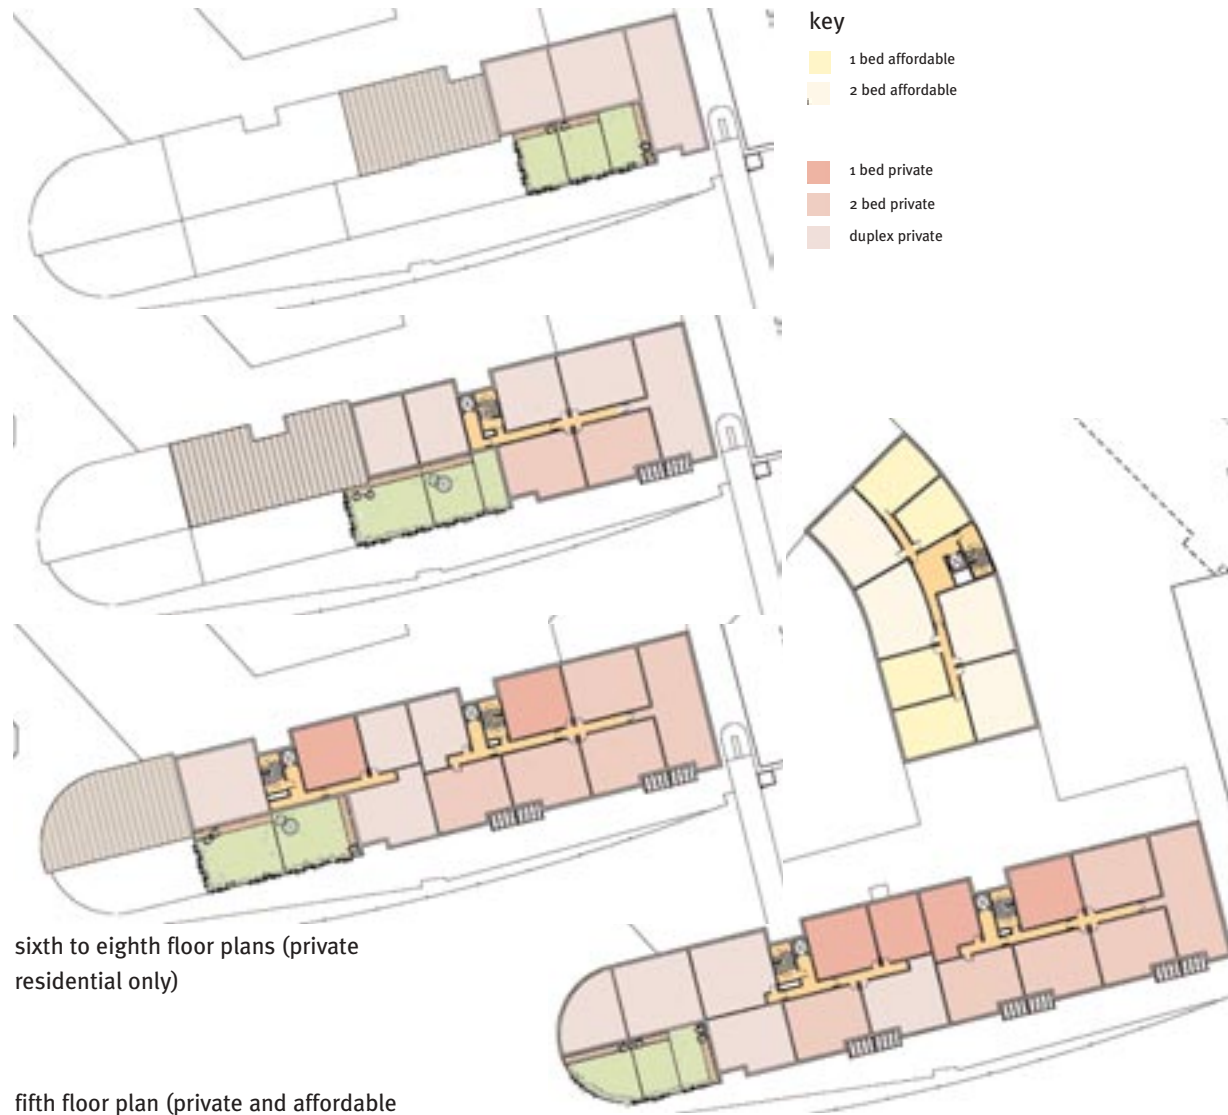 key
1 bed affordable
2 bed affordable
1 bed private
2 bed private
duplex private
sixth to eighth floor plans (private
residential only)
fifth floor plan (private and affordable